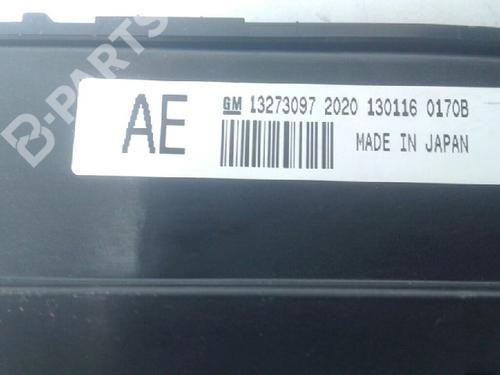 B-PARTS
AE
GM 13273097 2020 130116 0170B
MADE IN JAPAN